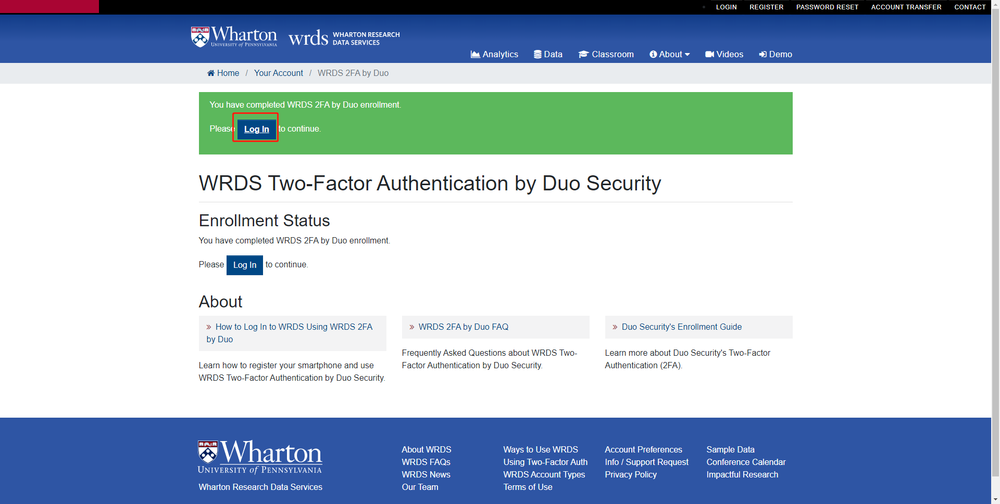 LOGIN REGISTER PASSWORD RESET ACCOUNT TRANSFER CONTACT
Wharton
University of Pennsylvania
wrds
WHARTON RESEARCH
DATA SERVICES
Analytics Data Classroom About Videos Demo
Home / Your Account / WRDS 2FA by Duo
You have completed WRDS 2FA by Duo enrollment.
Please Log In to continue.
WRDS Two-Factor Authentication by Duo Security
Enrollment Status
You have completed WRDS 2FA by Duo enrollment.
Please Log In to continue.
About
» How to Log In to WRDS Using WRDS 2FA
by Duo
Learn how to register your smartphone and use
WRDS Two-Factor Authentication by Duo Security.
» WRDS 2FA by Duo FAQ
Frequently Asked Questions about WRDS Two-
Factor Authentication by Duo Security.
» Duo Security's Enrollment Guide
Learn more about Duo Security's Two-Factor
Authentication (2FA).
Wharton
University of Pennsylvania
Wharton Research Data Services
About WRDS
WRDS FAQs
WRDS News
Our Team
Ways to Use WRDS
Using Two-Factor Auth
WRDS Account Types
Terms of Use
Account Preferences
Info / Support Request
Privacy Policy
Sample Data
Conference Calendar
Impactful Research